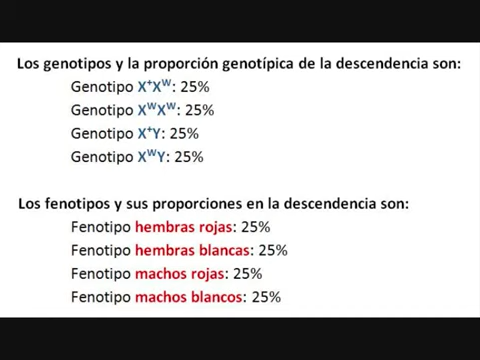 Los genotipos y la proporción genotípica de la descendencia son:
Genotipo X⁺Xᵂ: 25%
Genotipo XᵂXᵂ: 25%
Genotipo X⁺Y: 25%
Genotipo XᵂY: 25%
Los fenotipos y sus proporciones en la descendencia son:
Fenotipo hembras rojas: 25%
Fenotipo hembras blancas: 25%
Fenotipo machos rojas: 25%
Fenotipo machos blancos: 25%